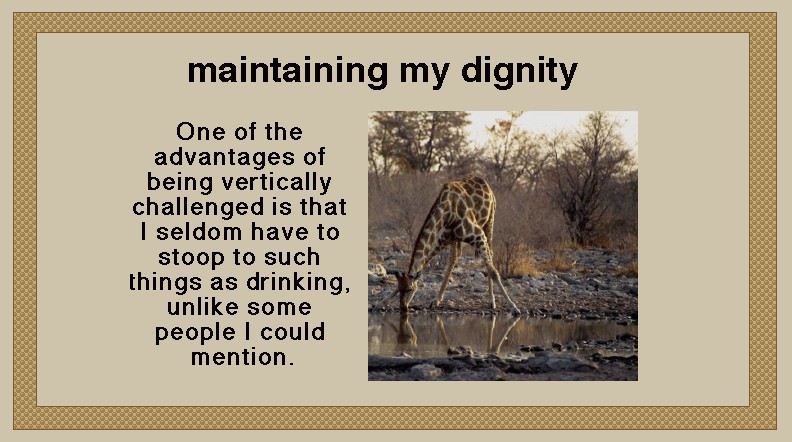 maintaining my dignity
One of the
advantages of
being vertically
challenged is that
I seldom have to
stoop to such
things as drinking,
unlike some
people I could
mention.